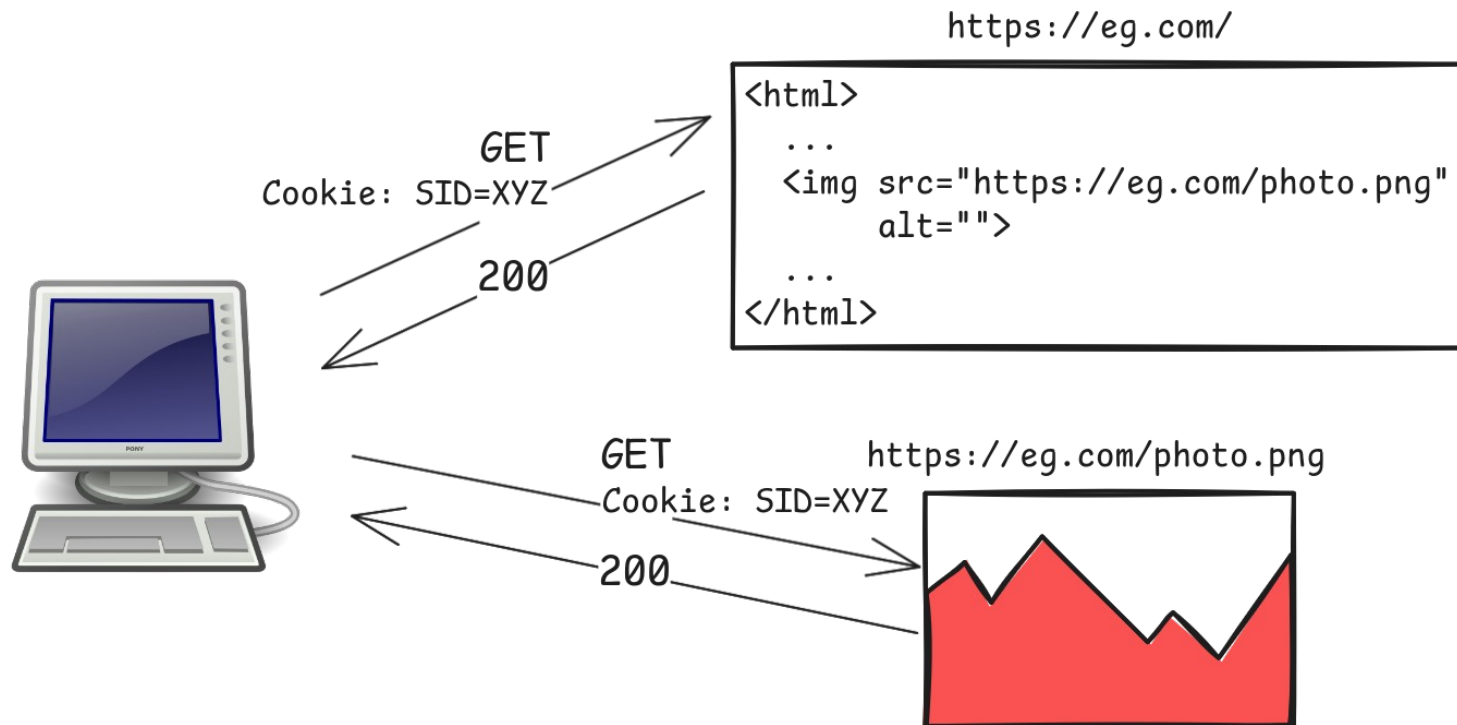 https://eg.com/
<html>
...
<img src="https://eg.com/photo.png"
alt="">
...
</html>
GET
Cookie: SID=XYZ
200
PONY
GET
Cookie: SID=XYZ
200
https://eg.com/photo.png